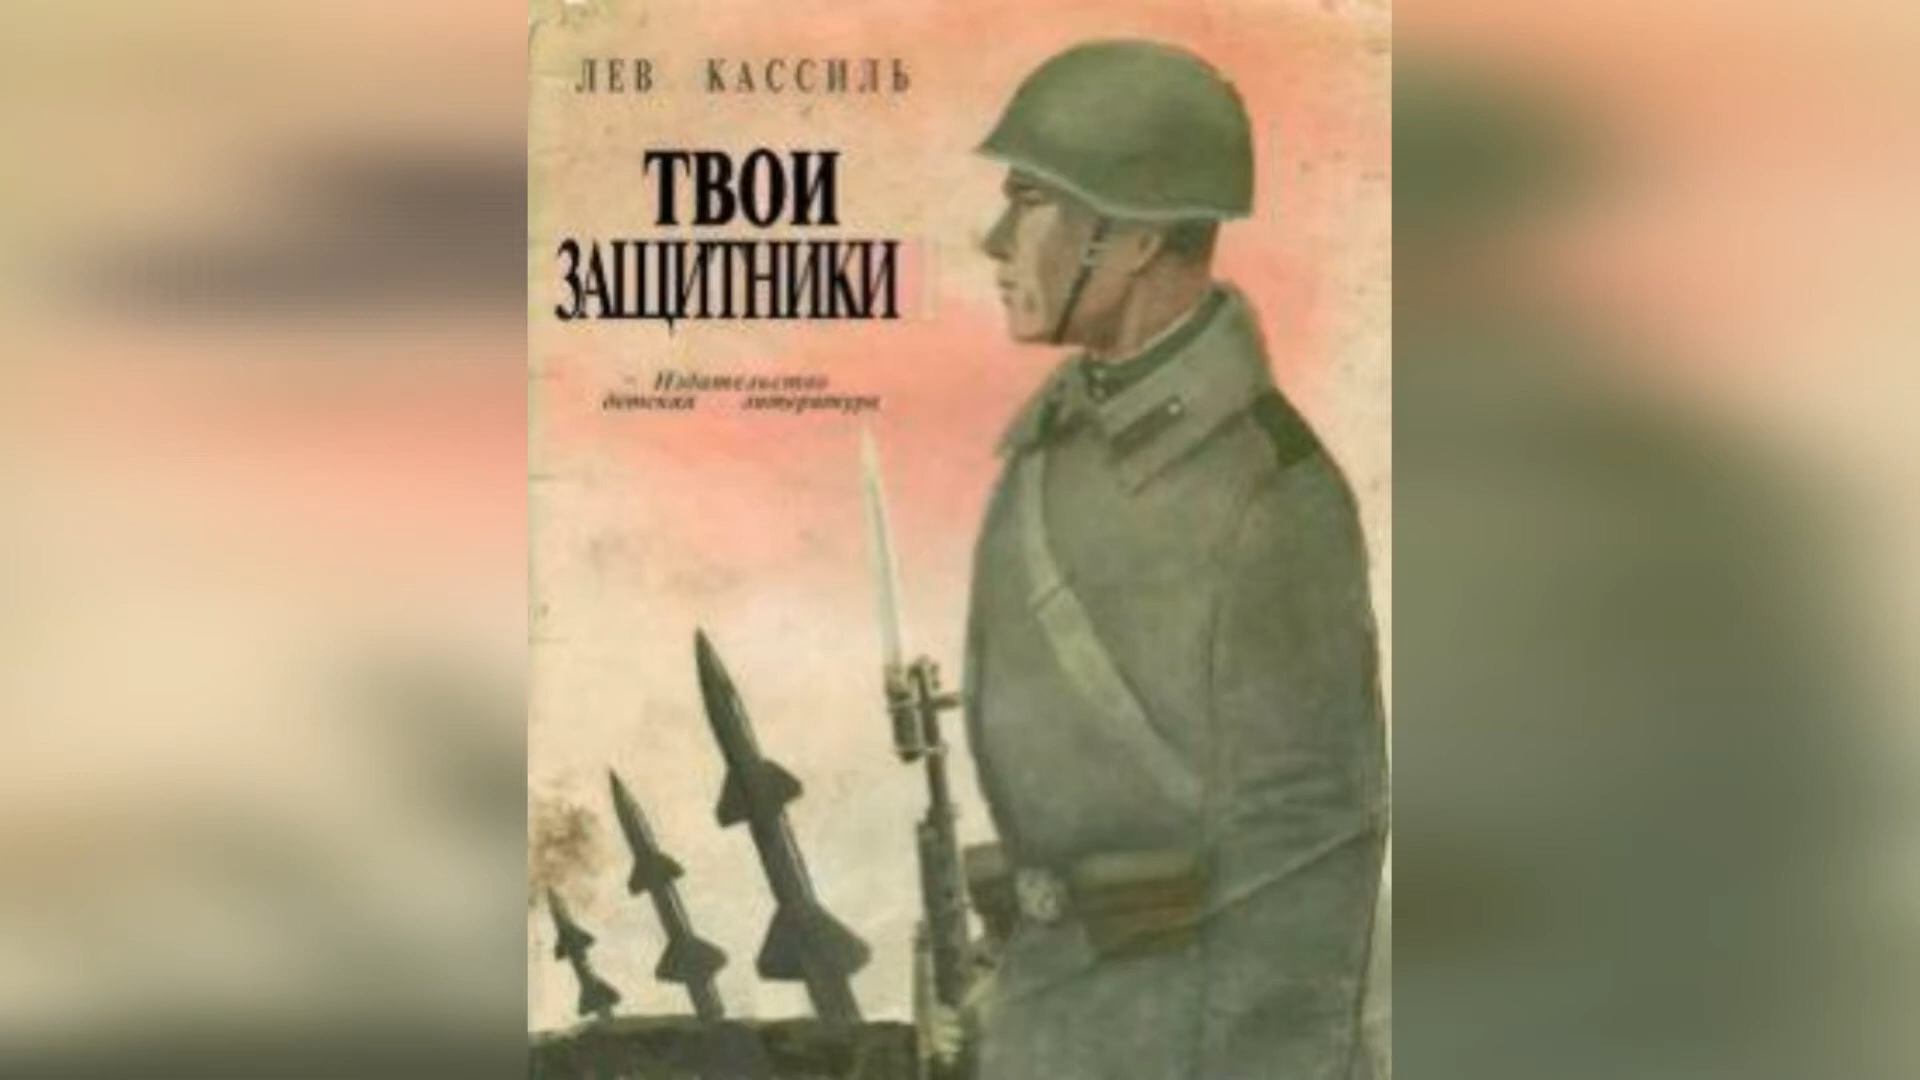 ЛЕВ КАССИЛЬ
ТВОИ
ЗАЩИТНИКИ
Издательство
детская литература